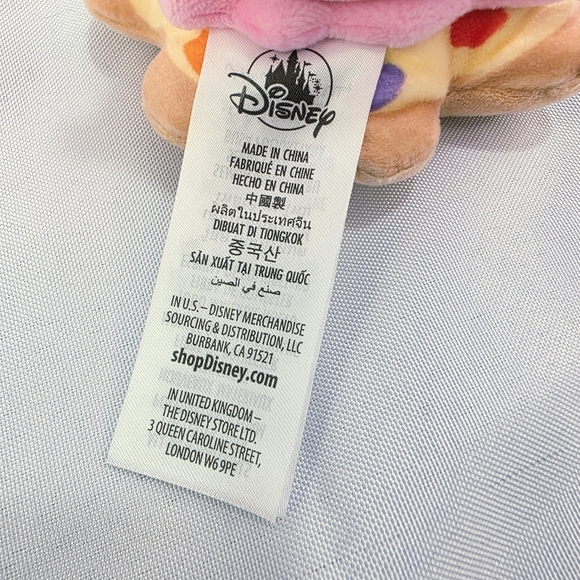 Disney
MADE IN CHINA
FABRIQUÉ EN CHINE
HECHO EN CHINA
中國製
ผลิตในประเทศจีน
DIBUAT DI TIONGKOK
중국산
SẢN XUẤT TẠI TRUNG QUỐC
صنع في الصين
IN U.S. – DISNEY MERCHANDISE
SOURCING & DISTRIBUTION, LLC
BURBANK, CA 91521
shopDisney.com
IN UNITED KINGDOM –
THE DISNEY STORE LTD.
3 QUEEN CAROLINE STREET,
LONDON W6 9PE